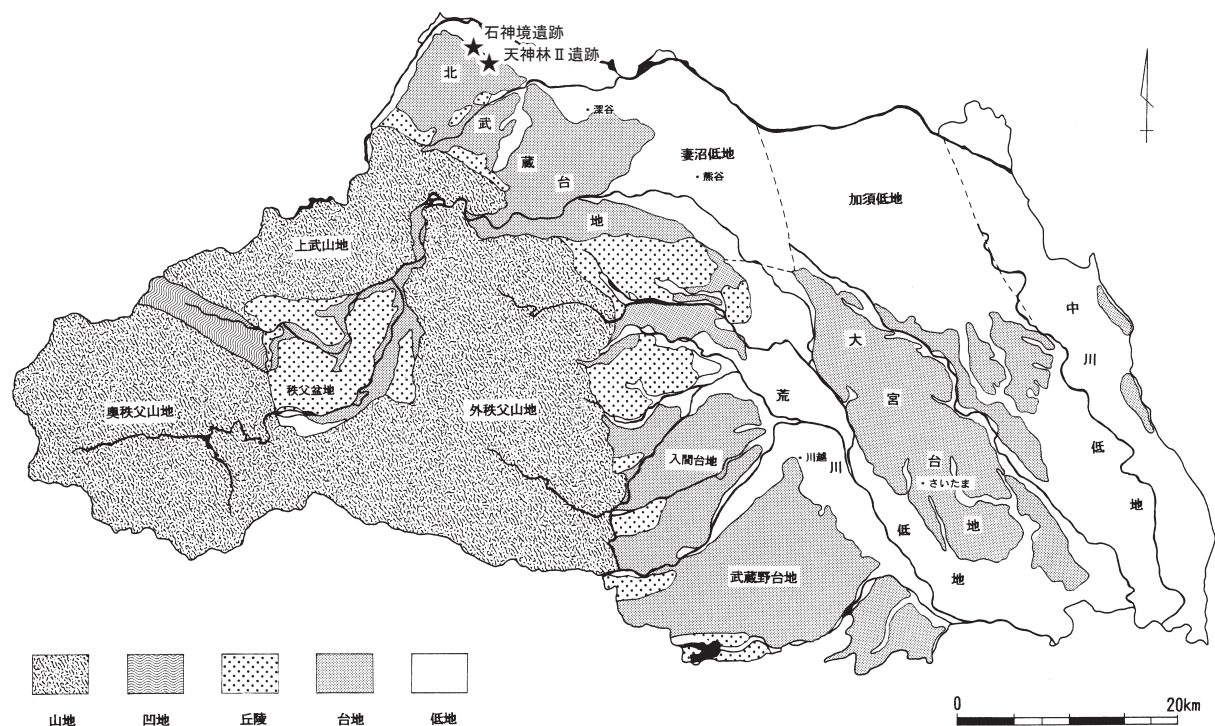 石神境遺跡
天神林Ⅱ遺跡
北武蔵台地
・深谷
妻沼低地
・熊谷
加須低地
上武山地
中川低地
大宮台地
秩父盆地
奥秩父山地
外秩父山地
荒川低地
入間台地
・川越
・さいたま
武蔵野台地
山地
凹地
丘陵
台地
低地
0 20km